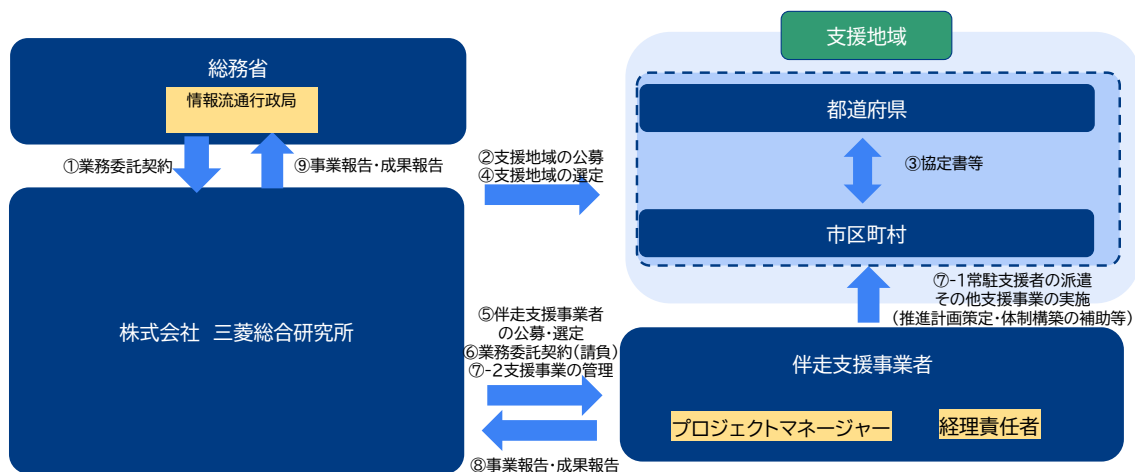 総務省
情報流通行政局
①業務委託契約
⑨事業報告・成果報告
株式会社 三菱総合研究所
②支援地域の公募
④支援地域の選定
支援地域
都道府県
③協定書等
市区町村
⑦-1常駐支援者の派遣
その他支援事業の実施
(推進計画策定・体制構築の補助等)
⑤伴走支援事業者
の公募・選定
⑥業務委託契約(請負)
⑦-2支援事業の管理
⑧事業報告・成果報告
伴走支援事業者
プロジェクトマネージャー
経理責任者